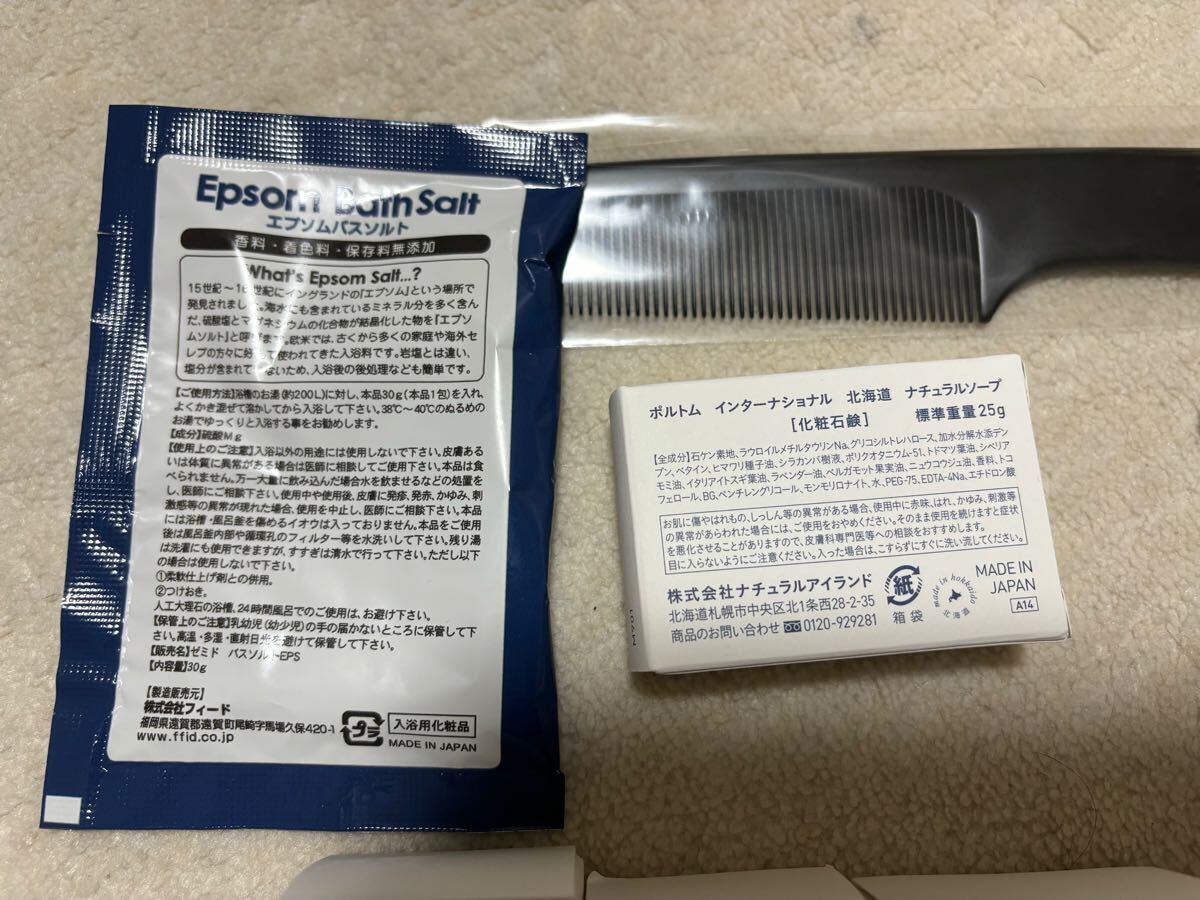 Epsom Bath Salt
エプソムバスソルト
香料・着色料・保存料無添加
What's Epsom Salt...?
15世紀～16世紀にイングランドの「エプソム」という場所で
発見されました。海水にも含まれているミネラル分を多く含ん
だ、硫酸塩とマグネシウムの化合物が結晶化した物を「エプソ
ムソルト」と呼びます。欧米では、古くから多くの家庭や海外セ
レブの方々に好んで使われてきた入浴料です。岩塩とは違い、
塩分が含まれていないため、入浴後の後処理なども簡単です。
【ご使用方法】浴槽のお湯(約200L)に対し、本品30g(本品1包)を入れ、
よくかき混ぜて溶かしてから入浴して下さい。38℃～40℃のぬるめの
お湯でゆっくりと入浴する事をお勧めします。
【成分】硫酸Mg
【使用上のご注意】入浴以外の用途には使用しないで下さい。皮膚ある
いは体質に異常がある場合は医師に相談してご使用下さい。本品は食べ
られません。万一大量に飲み込んだ場合水を飲ませるなどの処置を
し、医師にご相談下さい。使用中や使用後、皮膚に発疹、発赤、かゆみ、刺
激感等の異常が現れた場合、使用を中止し、医師にご相談下さい。本品
には浴槽・風呂釜を傷めるイオウは入っておりません。本品をご使用
後は風呂釜内部や循環孔のフィルター等を水洗いして下さい。残り湯
は洗濯にも使用できますが、すすぎは清水で行って下さい。ただし以下
の場合は使用しないで下さい。
①柔軟仕上げ剤との併用。
②つけおき。
人工大理石の浴槽、24時間風呂でのご使用は、お避け下さい。
【保管上のご注意】乳幼児(幼少児)の手の届かないところに保管して下
さい。高温・多湿・直射日光を避けて保管して下さい。
【販売名】ゼミド バスソルトEPS
【内容量】30g
【製造販売元】
株式会社フィード
福岡県遠賀郡遠賀町尾崎字馬場久保420-1
www.ffid.co.jp
プラ
入浴用化粧品
MADE IN JAPAN
ポルトム インターナショナル 北海道 ナチュラルソープ
[化粧石鹸] 標準重量25g
【全成分】石ケン素地、ラウロイルメチルタウリンNa、グリコシルトレハロース、加水分解水添デン
プン、ベタイン、ヒマワリ種子油、シラカンバ樹液、ポリクオタニウム-51、トドマツ葉油、シベリア
モミ油、イタリアイトスギ葉油、ラベンダー油、ベルガモット果実油、ニュウコウジュ油、香料、トコ
フェロール、BG、ペンチレングリコール、モンモリロナイト、水、PEG-75、EDTA-4Na、エチドロン酸
お肌に傷やはれもの、しっしん等の異常がある場合、使用中に赤味、はれ、かゆみ、刺激等
の異常があらわれた場合には、ご使用をおやめください。そのまま使用を続けますと症状
を悪化させることがありますので、皮膚科専門医等への相談をおすすめします。
目に入らないようにご注意ください。入った場合は、こすらずにすぐに洗い流してください。
株式会社ナチュラルアイランド
北海道札幌市中央区北1条西28-2-35
商品のお問い合わせ 0120-929281
紙
箱 袋
made in hokkaido
北海道
MADE IN
JAPAN
A14